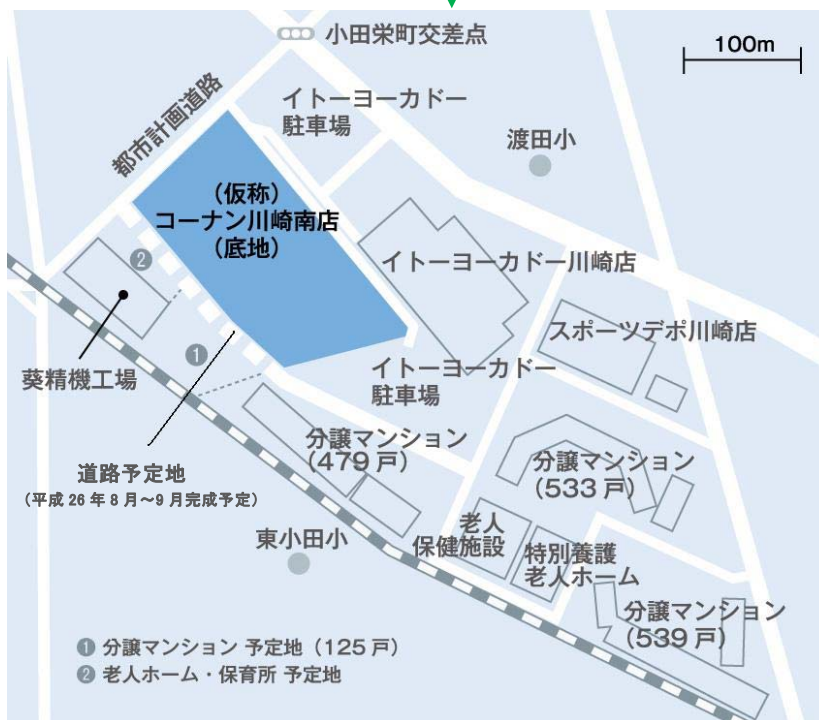 小田栄町交差点
100m
都市計画道路
イトーヨーカドー
駐車場
渡田小
（仮称）
コーナン川崎南店
（底地）
2
イトーヨーカドー川崎店
スポーツデポ川崎店
1
葵精機工場
イトーヨーカドー
駐車場
道路予定地
（平成26年8月～9月完成予定）
分譲マンション
（479戸）
分譲マンション
（533戸）
老人
保健施設
特別養護
老人ホーム
東小田小
分譲マンション
（539戸）
1 分譲マンション 予定地（125戸）
2 老人ホーム・保育所 予定地